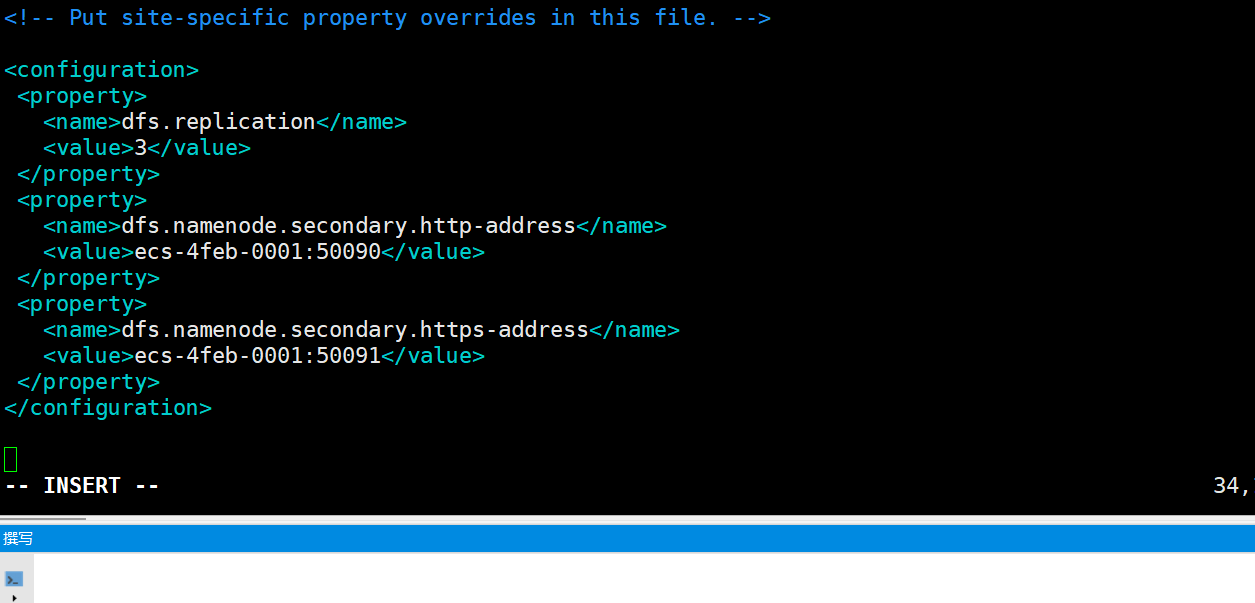 <!-- Put site-specific property overrides in this file. -->
<configuration>
<property>
<name>dfs.replication</name>
<value>3</value>
</property>
<property>
<name>dfs.namenode.secondary.http-address</name>
<value>ecs-4feb-0001:50090</value>
</property>
<property>
<name>dfs.namenode.secondary.https-address</name>
<value>ecs-4feb-0001:50091</value>
</property>
</configuration>
-- INSERT -- 34,
撰写